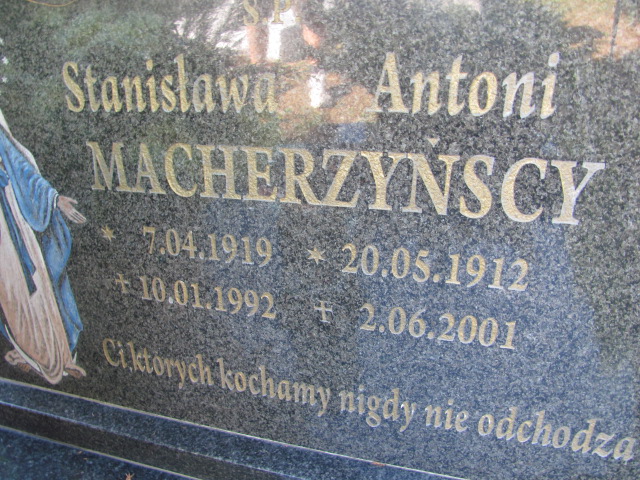 Ś.P.
Stanisława Antoni
MACHERZYŃSCY
* 7.04.1919 * 20.05.1912
+ 10.01.1992 + 2.06.2001
Ci,których kochamy nigdy nie odchodzą